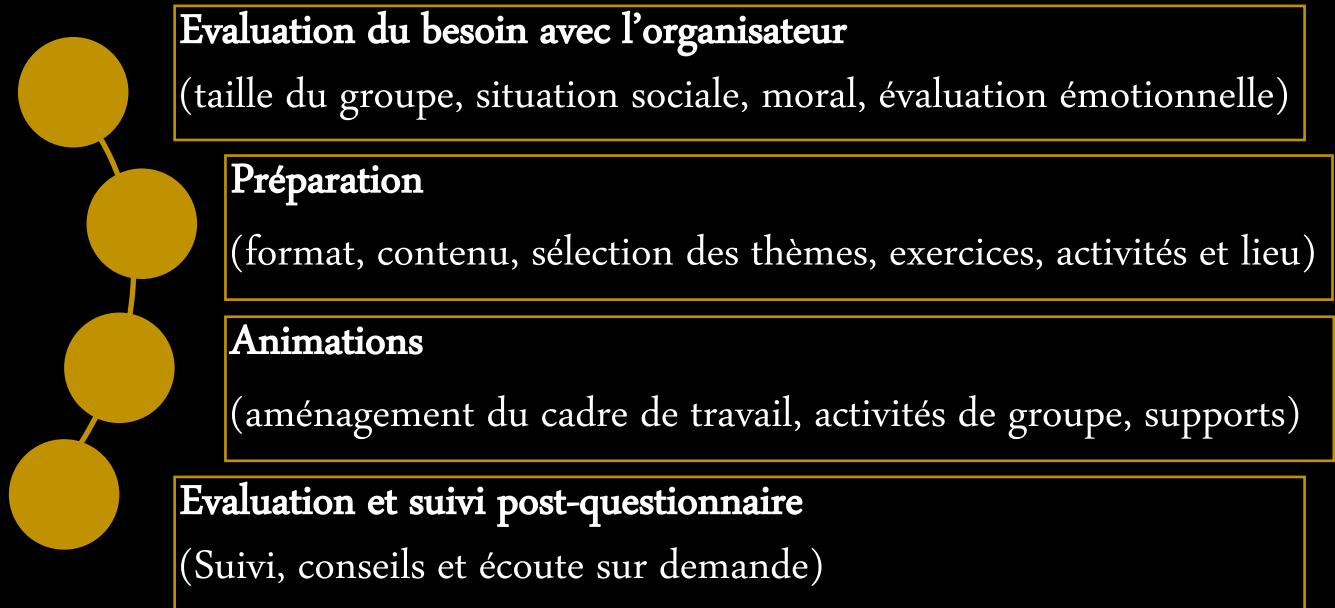 Evaluation du besoin avec l’organisateur
(taille du groupe, situation sociale, moral, évaluation émotionnelle)
Préparation
(format, contenu, sélection des thèmes, exercices, activités et lieu)
Animations
(aménagement du cadre de travail, activités de groupe, supports)
Evaluation et suivi post-questionnaire
(Suivi, conseils et écoute sur demande)